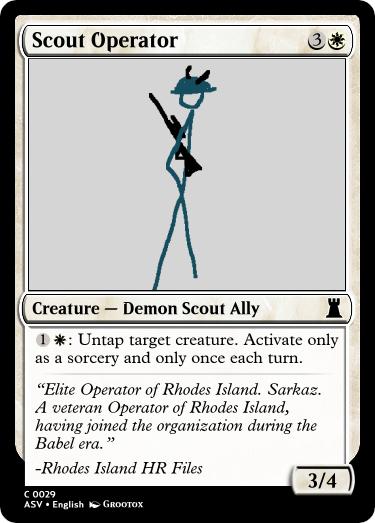 Scout Operator 3
Creature — Demon Scout Ally
1 : Untap target creature. Activate only
as a sorcery and only once each turn.
“Elite Operator of Rhodes Island. Sarkaz.
A veteran Operator of Rhodes Island,
having joined the organization during the
Babel era.”
-Rhodes Island HR Files
3/4
C 0029
ASV • English Grootox